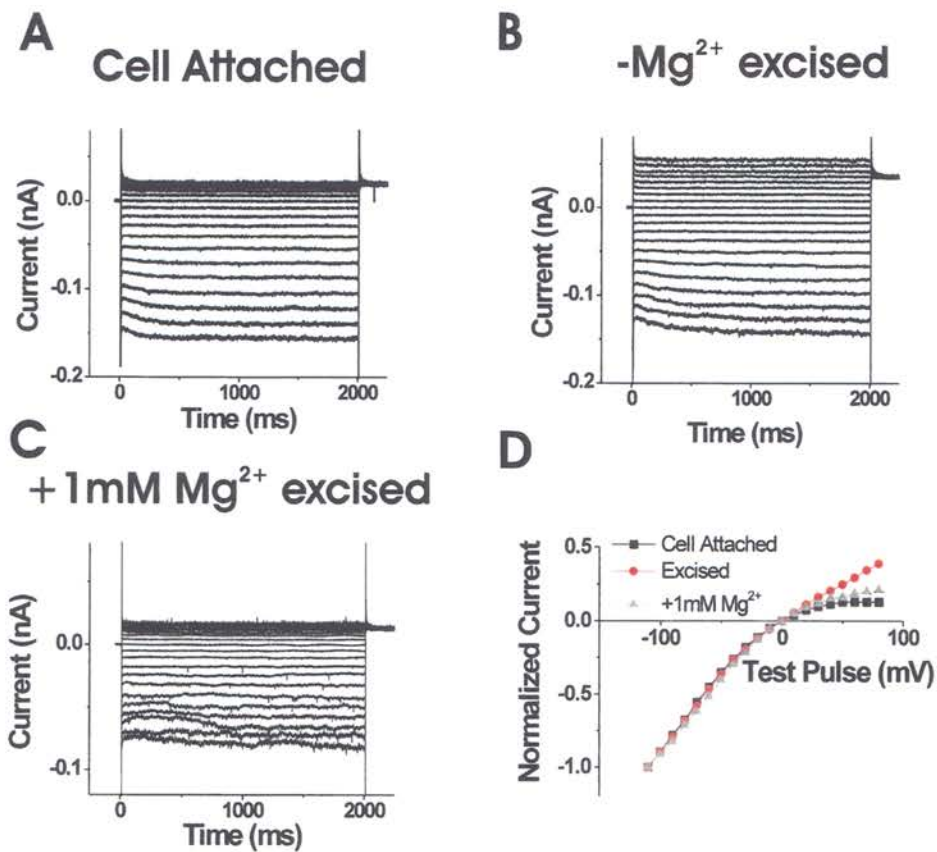 A
Cell Attached
Current (nA)
0.0
-0.1
-0.2
0
1000
2000
Time (ms)
B
-Mg²⁺ excised
Current (nA)
0.0
-0.1
-0.2
0
1000
2000
Time (ms)
C
+1mM Mg²⁺ excised
Current (nA)
0.0
-0.1
0
1000
2000
Time (ms)
D
Normalized Current
0.5
0.0
-0.5
-1.0
Cell Attached
Excised
+1mM Mg²⁺
-100
0
100
Test Pulse (mV)